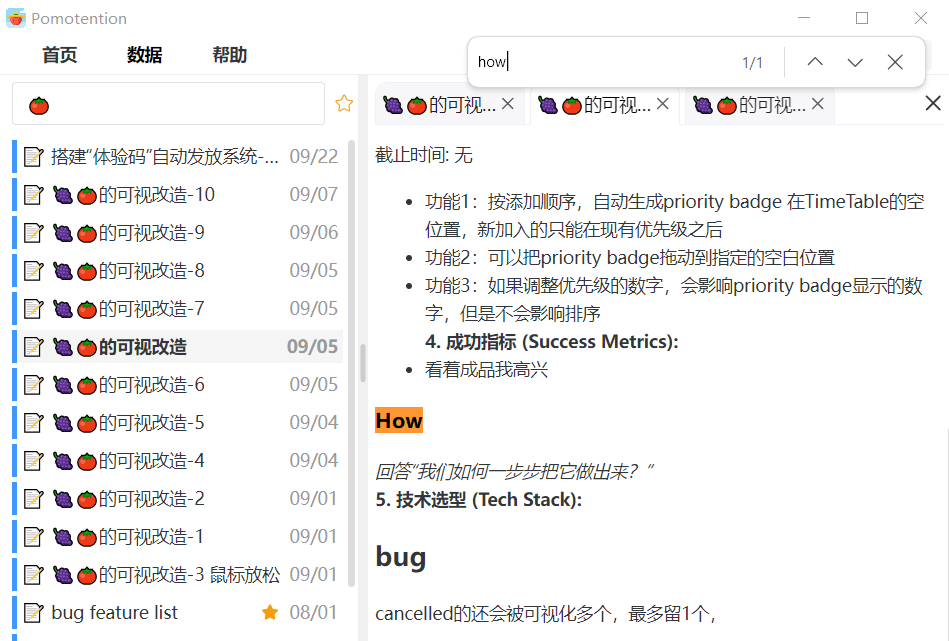 Pomotention
首页 数据 帮助
how 1/1
🍅
🍇🍅的可视... 🍇🍅的可视... 🍇🍅的可视...
搭建“体验码”自动发放系统-... 09/22
🍇🍅的可视改造-10 09/07
🍇🍅的可视改造-9 09/06
🍇🍅的可视改造-8 09/05
🍇🍅的可视改造-7 09/05
🍇🍅的可视改造 09/05
🍇🍅的可视改造-6 09/05
🍇🍅的可视改造-5 09/04
🍇🍅的可视改造-4 09/04
🍇🍅的可视改造-2 09/01
🍇🍅的可视改造-1 09/01
🍇🍅的可视改造-3 鼠标放松 09/01
bug feature list 08/01
截止时间: 无
• 功能1：按添加顺序，自动生成priority badge 在TimeTable的空
位置，新加入的只能在现有优先级之后
• 功能2：可以把priority badge拖动到指定的空白位置
• 功能3：如果调整优先级的数字，会影响priority badge显示的数
字，但是不会影响排序
4. 成功指标 (Success Metrics):
• 看着成品我高兴
How
回答“我们如何一步步把它做出来？”
5. 技术选型 (Tech Stack):
bug
cancelled的还会被可视化多个，最多留1个，